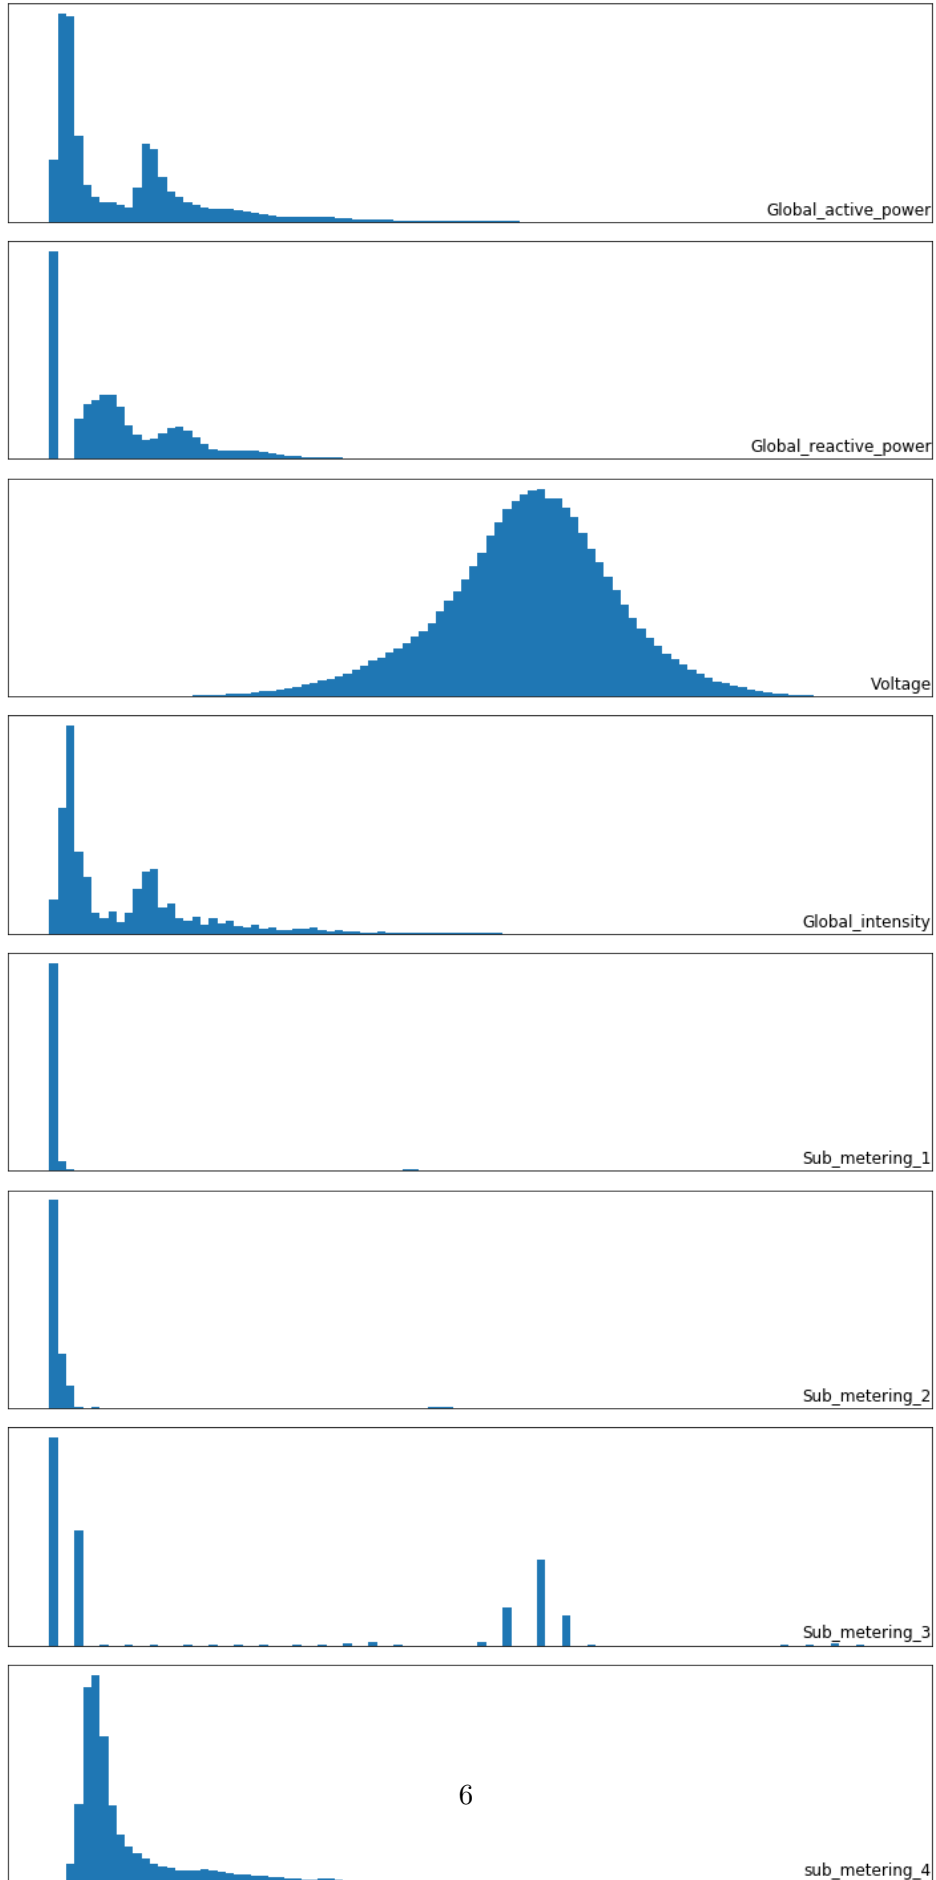 Global_active_power
Global_reactive_power
Voltage
Global_intensity
Sub_metering_1
Sub_metering_2
Sub_metering_3
6
sub_metering_4